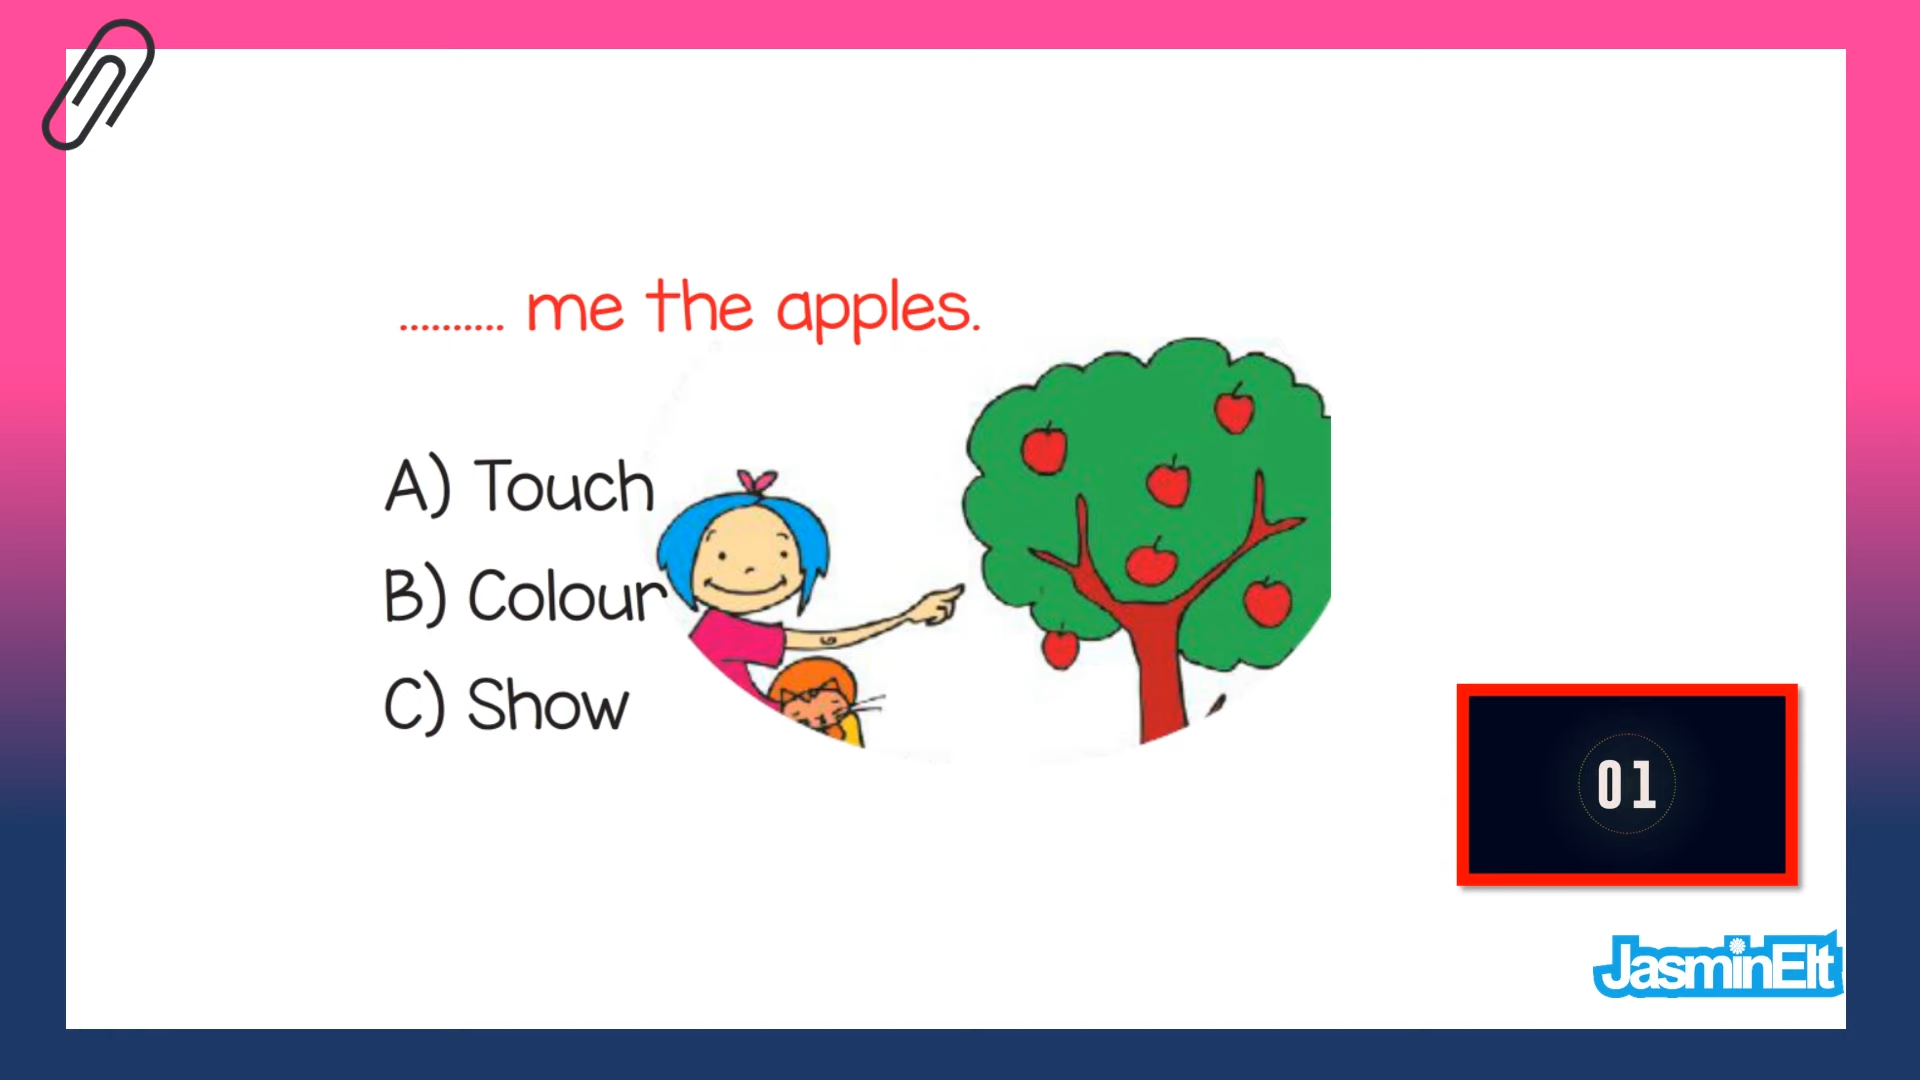 .......... me the apples.
A) Touch
B) Colour
C) Show
01
JasminElt